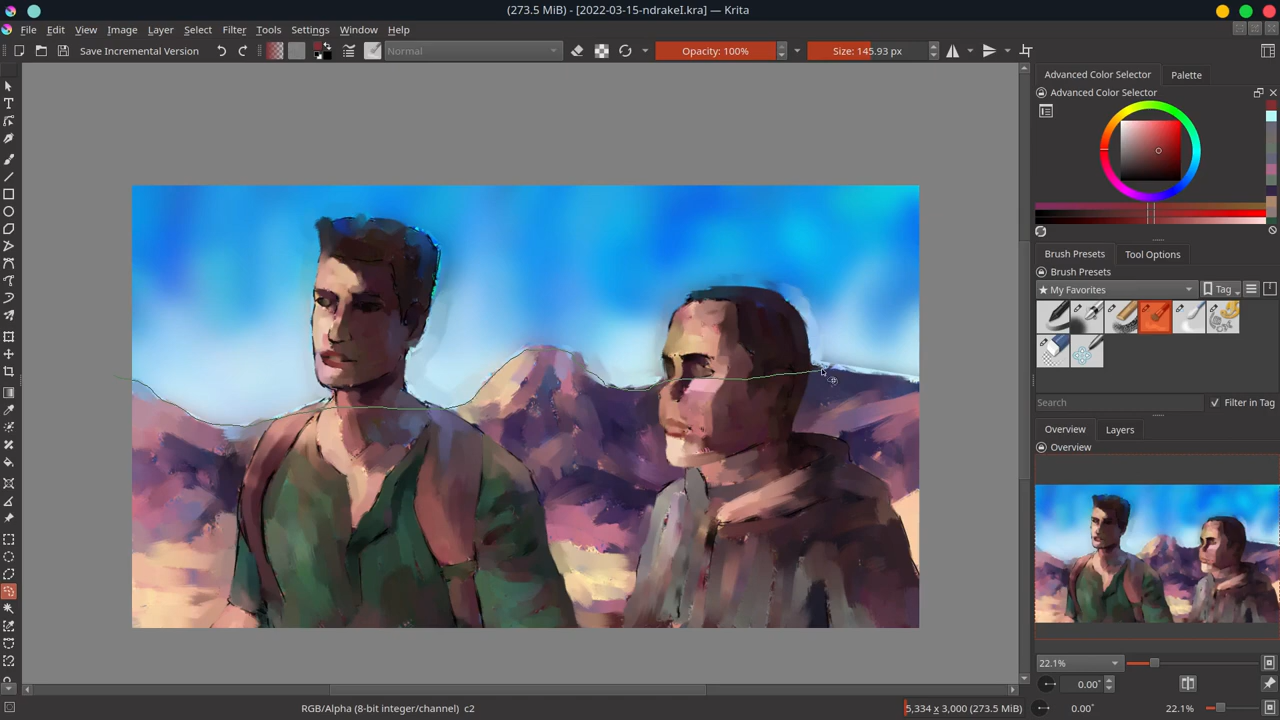 (273.5 MiB) - [2022-03-15-ndrakeI.kra] — Krita
File Edit View Image Layer Select Filter Tools Settings Window Help
Save Incremental Version
Normal
Opacity: 100%
Size: 145.93 px
Advanced Color Selector
Palette
Advanced Color Selector
Brush Presets
Tool Options
Brush Presets
★ My Favorites
Tag
Search
Filter in Tag
Overview
Layers
Overview
22.1%
0.00°
RGB/Alpha (8-bit integer/channel) c2
5,334 x 3,000 (273.5 MiB)
0.00°
22.1%